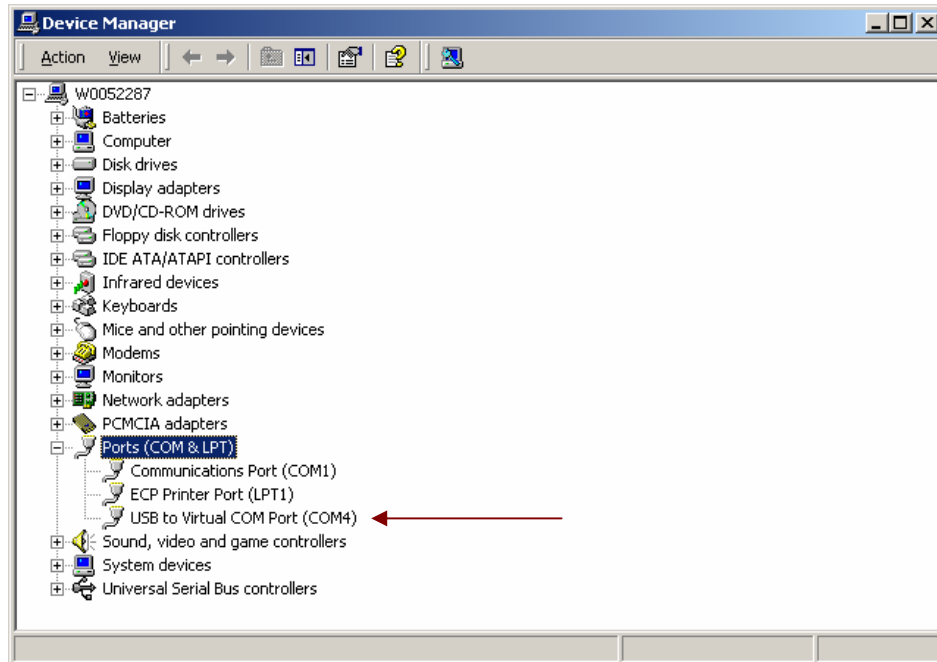 Device Manager
Action View
W0052287
Batteries
Computer
Disk drives
Display adapters
DVD/CD-ROM drives
Floppy disk controllers
IDE ATA/ATAPI controllers
Infrared devices
Keyboards
Mice and other pointing devices
Modems
Monitors
Network adapters
PCMCIA adapters
Ports (COM & LPT)
Communications Port (COM1)
ECP Printer Port (LPT1)
USB to Virtual COM Port (COM4)
Sound, video and game controllers
System devices
Universal Serial Bus controllers